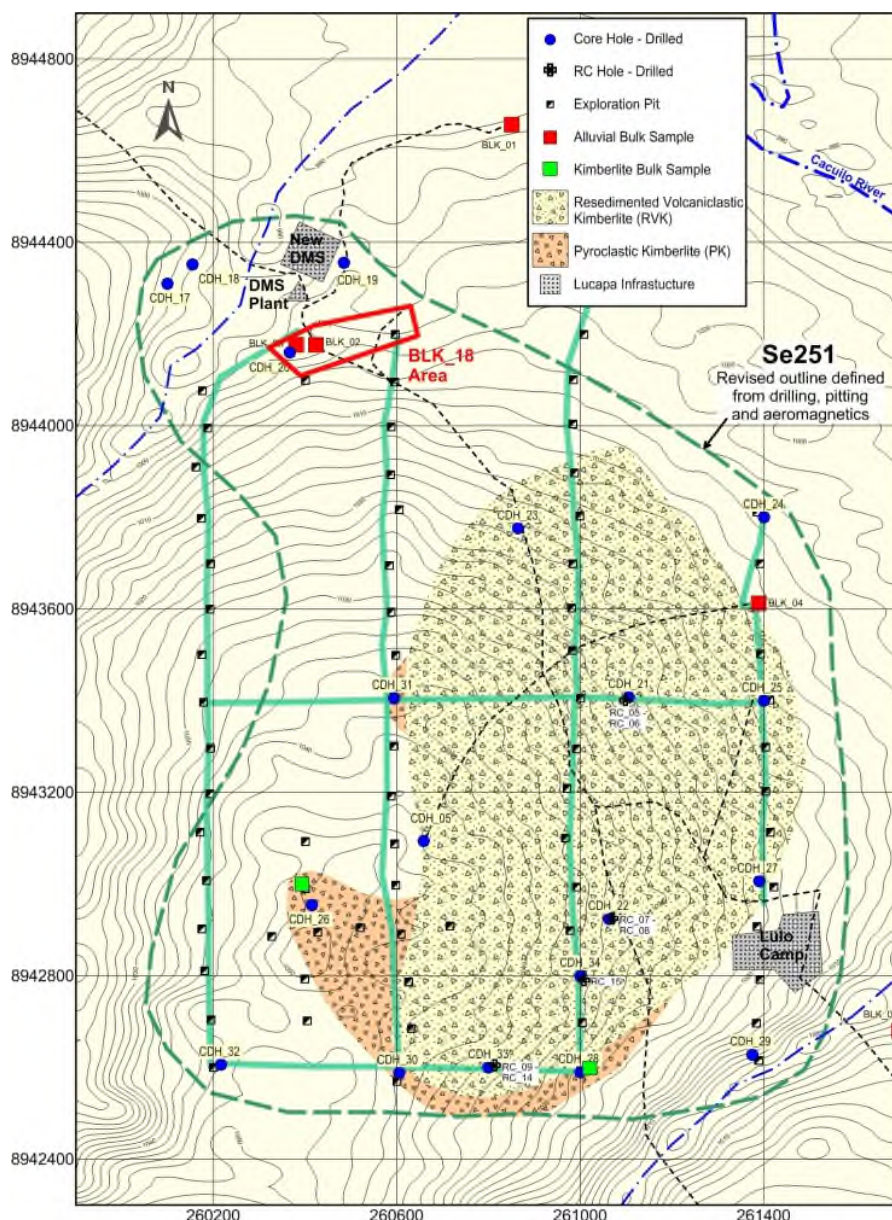 8944800
8944400
8944000
8943600
8943200
8942800
8942400
260200
260600
261000
261400
N
Core Hole - Drilled
RC Hole - Drilled
Exploration Pit
Alluvial Bulk Sample
Kimberlite Bulk Sample
Resedimented Volcaniclastic
Kimberlite (RVK)
Pyroclastic Kimberlite (PK)
Lucapa Infrastucture
BLK_01
Cacuilo River
New
DMS
CDH_19
CDH_18
CDH_17
DMS
Plant
BLK_02
CDH_20
BLK_18
Area
Se251
Revised outline defined
from drilling, pitting
and aeromagnetics
CDH_23
CDH_24
BLK_04
CDH_31
CDH_21
RC_05 -
RC_06
CDH_25
CDH_05
CDH_27
CDH_26
CDH_22
RC_07 -
RC_08
Lulo
Camp
CDH_34
RC_15
CDH_32
CDH_30
CDH_33
RC_09 -
RC_14
CDH_28
CDH_29